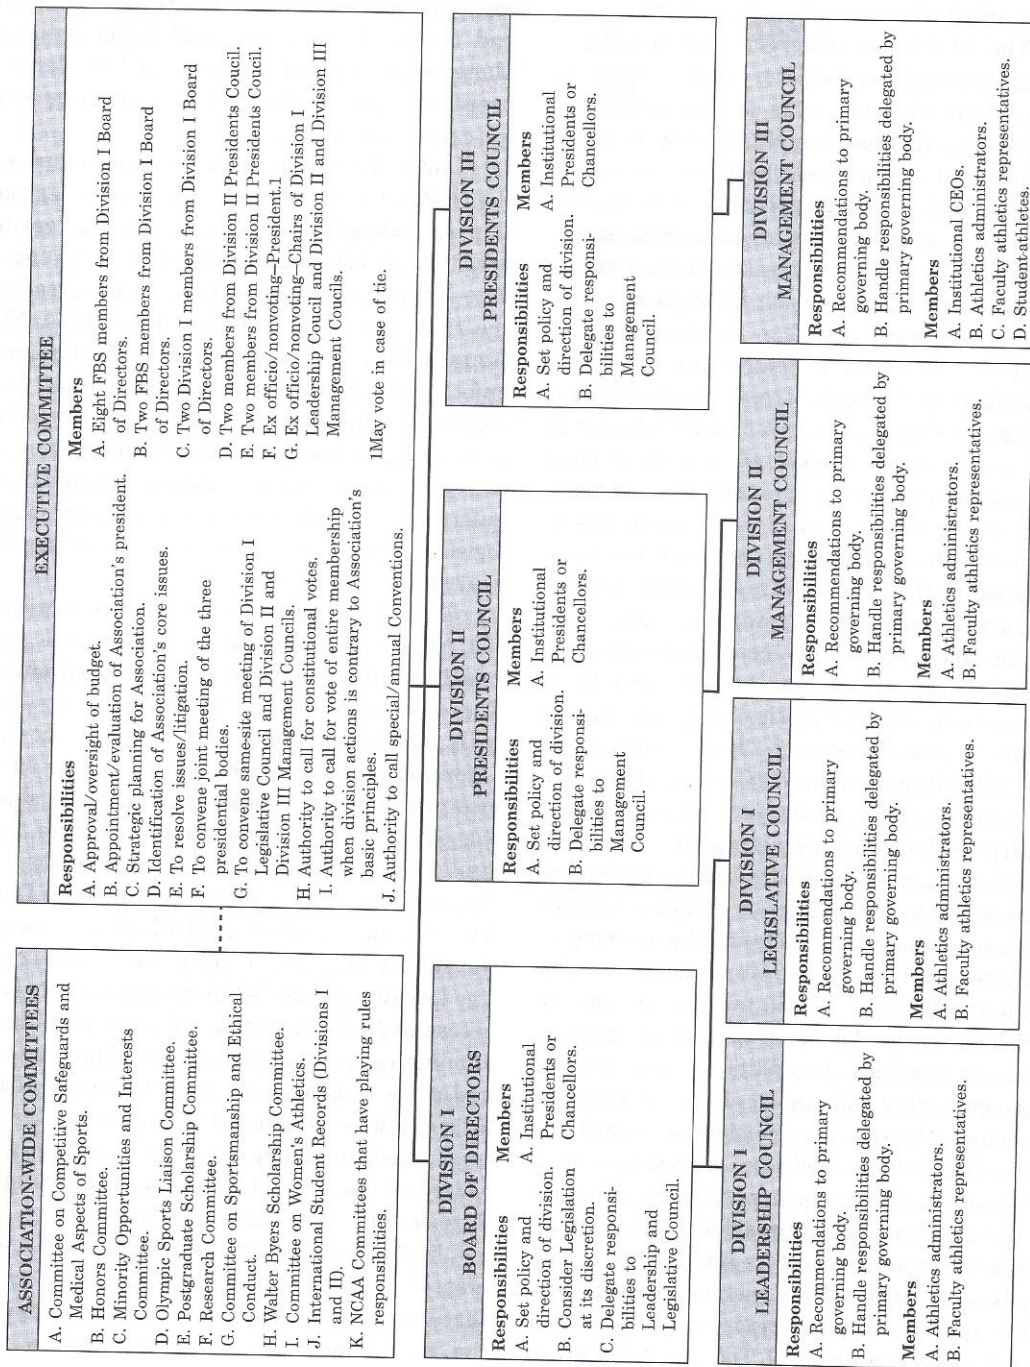 ASSOCIATION-WIDE COMMITTEES
A. Committee on Competitive Safeguards and
Medical Aspects of Sports.
B. Honors Committee.
C. Minority Opportunities and Interests
Committee.
D. Olympic Sports Liaison Committee.
E. Postgraduate Scholarship Committee.
F. Research Committee.
G. Committee on Sportsmanship and Ethical
Conduct.
H. Walter Byers Scholarship Committee.
I. Committee on Women's Athletics.
J. International Student Records (Divisions I
and II).
K. NCAA Committees that have playing rules
responsiblities.
EXECUTIVE COMMITTEE
Responsibilities
A. Approval/oversight of budget.
B. Appointment/evaluation of Association's president.
C. Strategic planning for Association.
D. Identification of Association's core issues.
E. To resolve issues/litigation.
F. To convene joint meeting of the three
presidential bodies.
G. To convene same-site meeting of Division I
Legislative Council and Division II and
Division III Management Councils.
H. Authority to call for constitutional votes.
I. Authority to call for vote of entire membership
when division actions is contrary to Association's
basic principles.
J. Authority to call special/annual Conventions.
Members
A. Eight FBS members from Division I Board
of Directors.
B. Two FBS members from Division I Board
of Directors.
C. Two Division I members from Division I Board
of Directors.
D. Two members from Division II Presidents Council.
E. Two members from Division II Presidents Council.
F. Ex officio/nonvoting—President.1
G. Ex officio/nonvoting–Chairs of Division I
Leadership Coucil and Division II and Division III
Management Coucils.
1May vote in case of tie.
DIVISION I
BOARD OF DIRECTORS
Responsibilities
A. Set policy and
direction of division.
B. Consider Legislation
at its discretion.
C. Delegate responsi-
bilities to
Leadership and
Legislative Council.
Members
A. Institutional
Presidents or
Chancellors.
DIVISION II
PRESIDENTS COUNCIL
Responsibilities
A. Set policy and
direction of division.
B. Delegate responsi-
bilities to
Management
Council.
Members
A. Institutional
Presidents or
Chancellors.
DIVISION III
PRESIDENTS COUNCIL
Responsibilities
A. Set policy and
direction of division.
B. Delegate responsi-
bilities to
Management
Council.
Members
A. Institutional
Presidents or
Chancellors.
DIVISION I
LEADERSHIP COUNCIL
Responsibilities
A. Recommendations to primary
governing body.
B. Handle responsibilities delegated by
primary governing body.
Members
A. Athletics administrators.
B. Faculty athletics representatives.
DIVISION I
LEGISLATIVE COUNCIL
Responsibilities
A. Recommendations to primary
governing body.
B. Handle responsibilities delegated by
primary governing body.
Members
A. Athletics administrators.
B. Faculty athletics representatives.
DIVISION II
MANAGEMENT COUNCIL
Responsibilities
A. Recommendations to primary
governing body.
B. Handle responsibilities delegated by
primary governing body.
Members
A. Athletics administrators.
B. Faculty athletics representatives.
DIVISION III
MANAGEMENT COUNCIL
Responsibilities
A. Recommendations to primary
governing body.
B. Handle responsibilities delegated by
primary governing body.
Members
A. Institutional CEOs.
B. Athletics administrators.
C. Faculty athletics representatives.
D. Students-athletes.